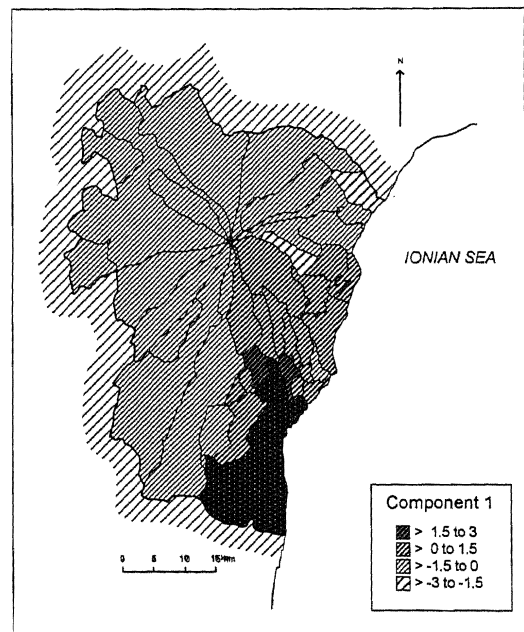 N
IONIAN SEA
Component 1
> 1.5 to 3
> 0 to 1.5
> -1.5 to 0
> -3 to -1.5
0 5 10 15 km